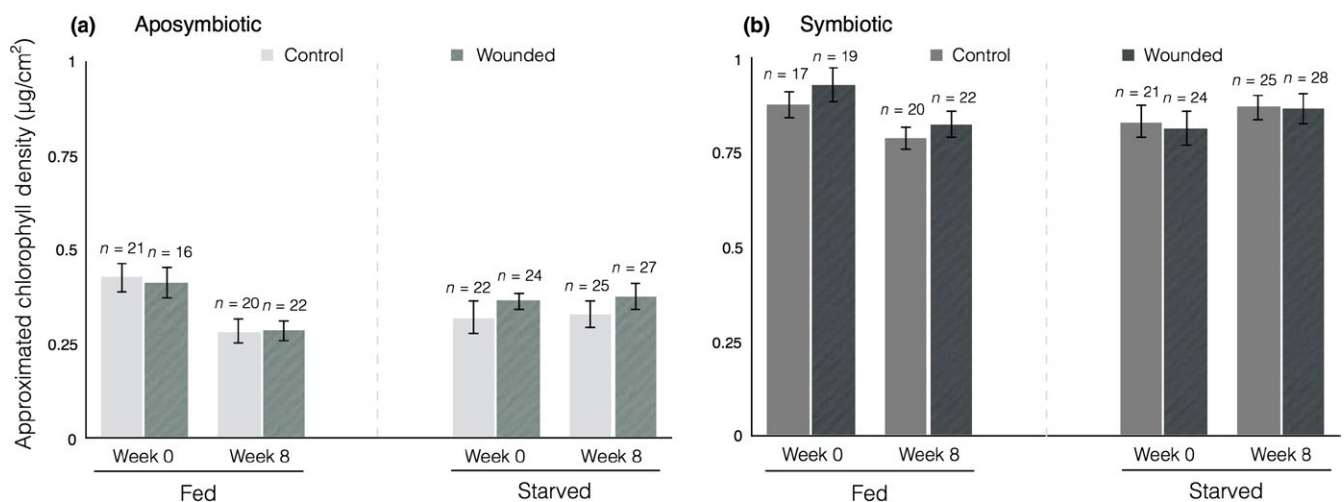 (a) Aposymbiotic
Control Wounded
Approximated chlorophyll density (µg/cm²)
1
0.75
0.5
0.25
0
n = 21 n = 16
n = 20 n = 22
n = 22 n = 24
n = 25 n = 27
Week 0 Week 8
Fed
Week 0 Week 8
Starved
(b) Symbiotic
Control Wounded
1
0.75
0.5
0.25
0
n = 17 n = 19
n = 20 n = 22
n = 21 n = 24
n = 25 n = 28
Week 0 Week 8
Fed
Week 0 Week 8
Starved